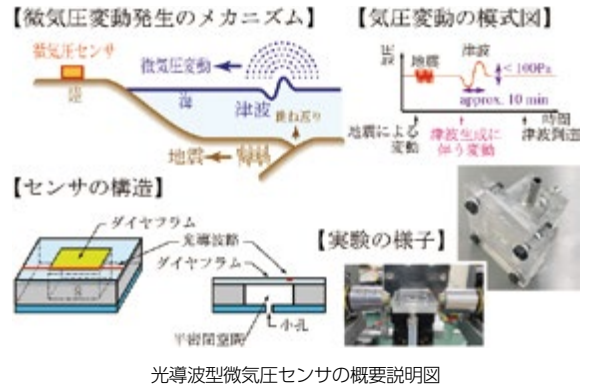 【微気圧変動発生のメカニズム】
微気圧センサ
陸
微気圧変動
海
津波
跳ね返り
地震
【気圧変動の模式図】
気圧
地震
津波
< 100Pa
approx. 10 min
時間
地震による
変動
津波生成に
伴う変動
津波到達
【センサの構造】
ダイヤフラム
光導波路
ダイヤフラム
小孔
半密閉空間
【実験の様子】
光導波型微気圧センサの概要説明図